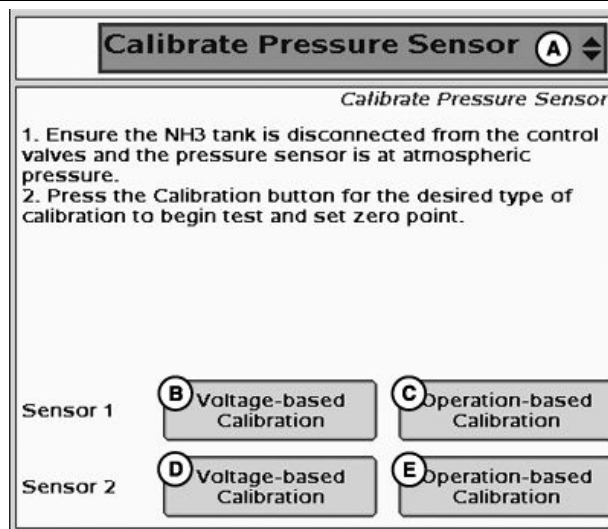 Calibrate Pressure Sensor A
Calibrate Pressure Sensor
1. Ensure the NH3 tank is disconnected from the control
valves and the pressure sensor is at atmospheric
pressure.
2. Press the Calibration button for the desired type of
calibration to begin test and set zero point.
Sensor 1
B Voltage-based
Calibration
C Operation-based
Calibration
Sensor 2
D Voltage-based
Calibration
E Operation-based
Calibration